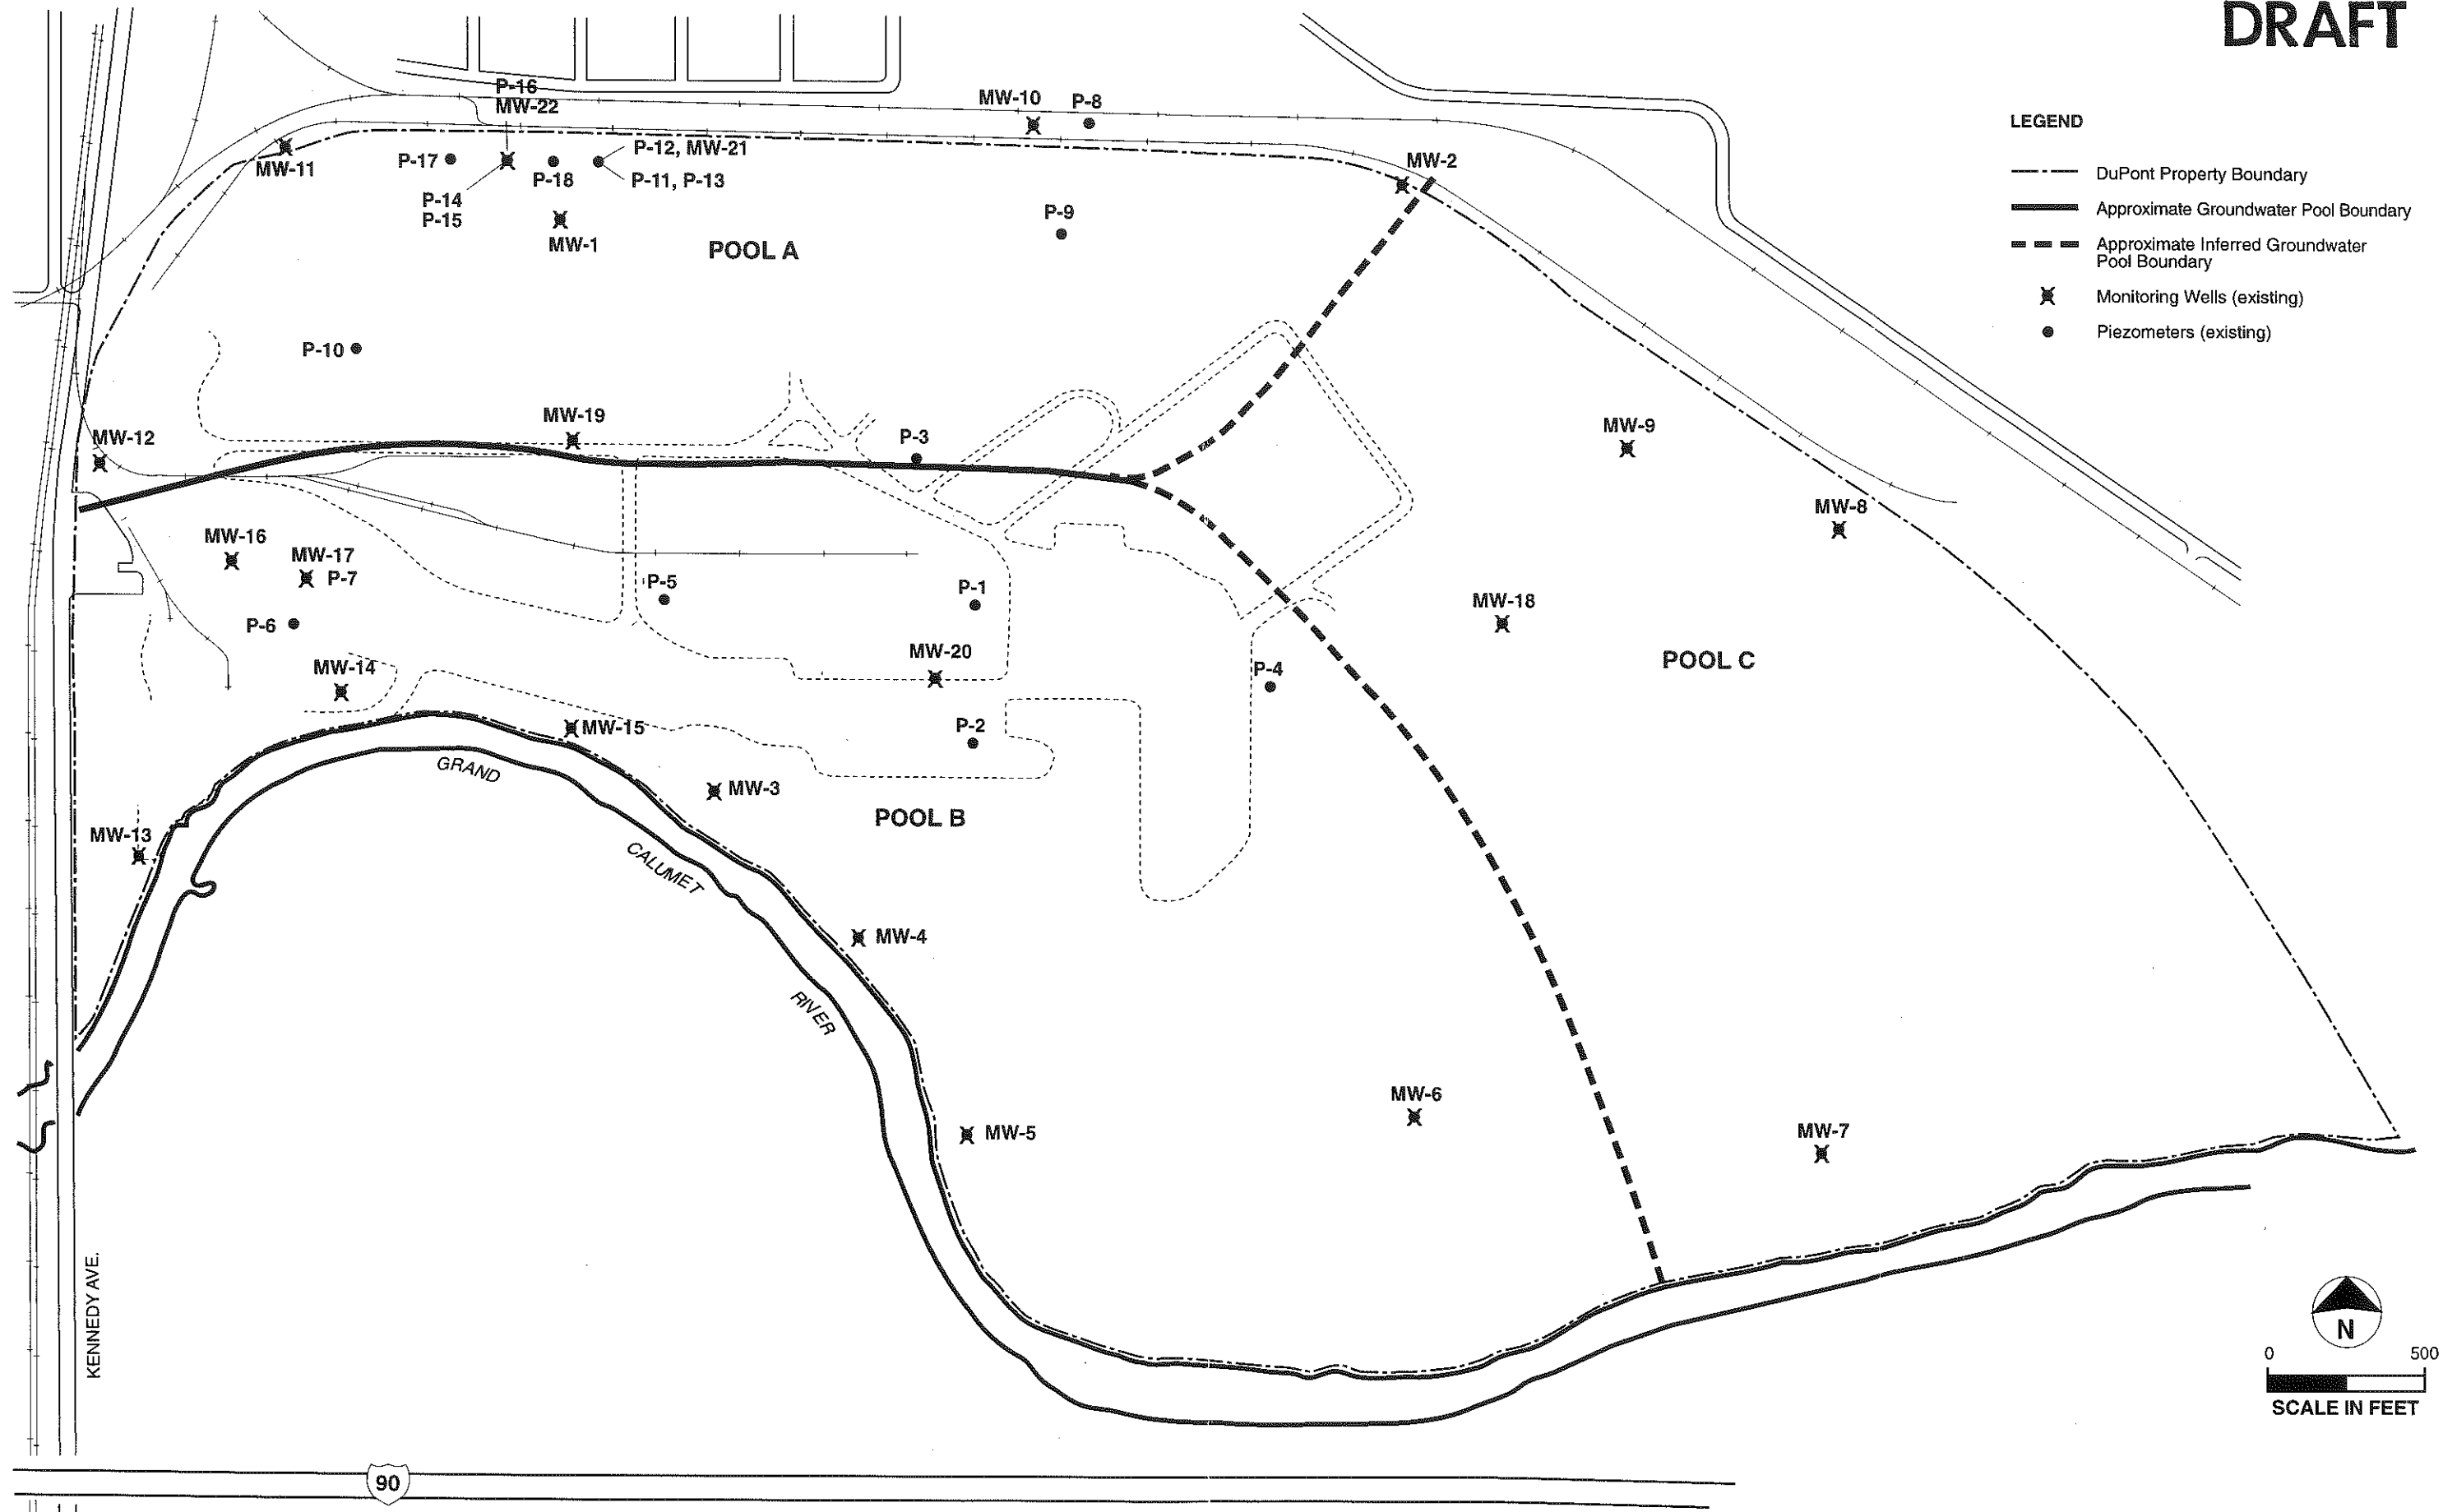 DRAFT
P-16
MW-22
MW-10
P-8
LEGEND
MW-11
P-17
P-12, MW-21
MW-2
P-18
P-11, P-13
DuPont Property Boundary
P-14
P-15
Approximate Groundwater Pool Boundary
P-9
MW-1
POOL A
Approximate Inferred Groundwater
Pool Boundary
Monitoring Wells (existing)
Piezometers (existing)
P-10
MW-19
MW-12
P-3
MW-9
MW-8
MW-16
MW-17
P-7
P-5
P-1
MW-18
P-6
MW-20
POOL C
MW-14
P-4
MW-15
P-2
GRAND
MW-3
POOL B
MW-13
CALUMET
MW-4
RIVER
MW-6
MW-5
MW-7
KENNEDY AVE.
N
0 500
SCALE IN FEET
90